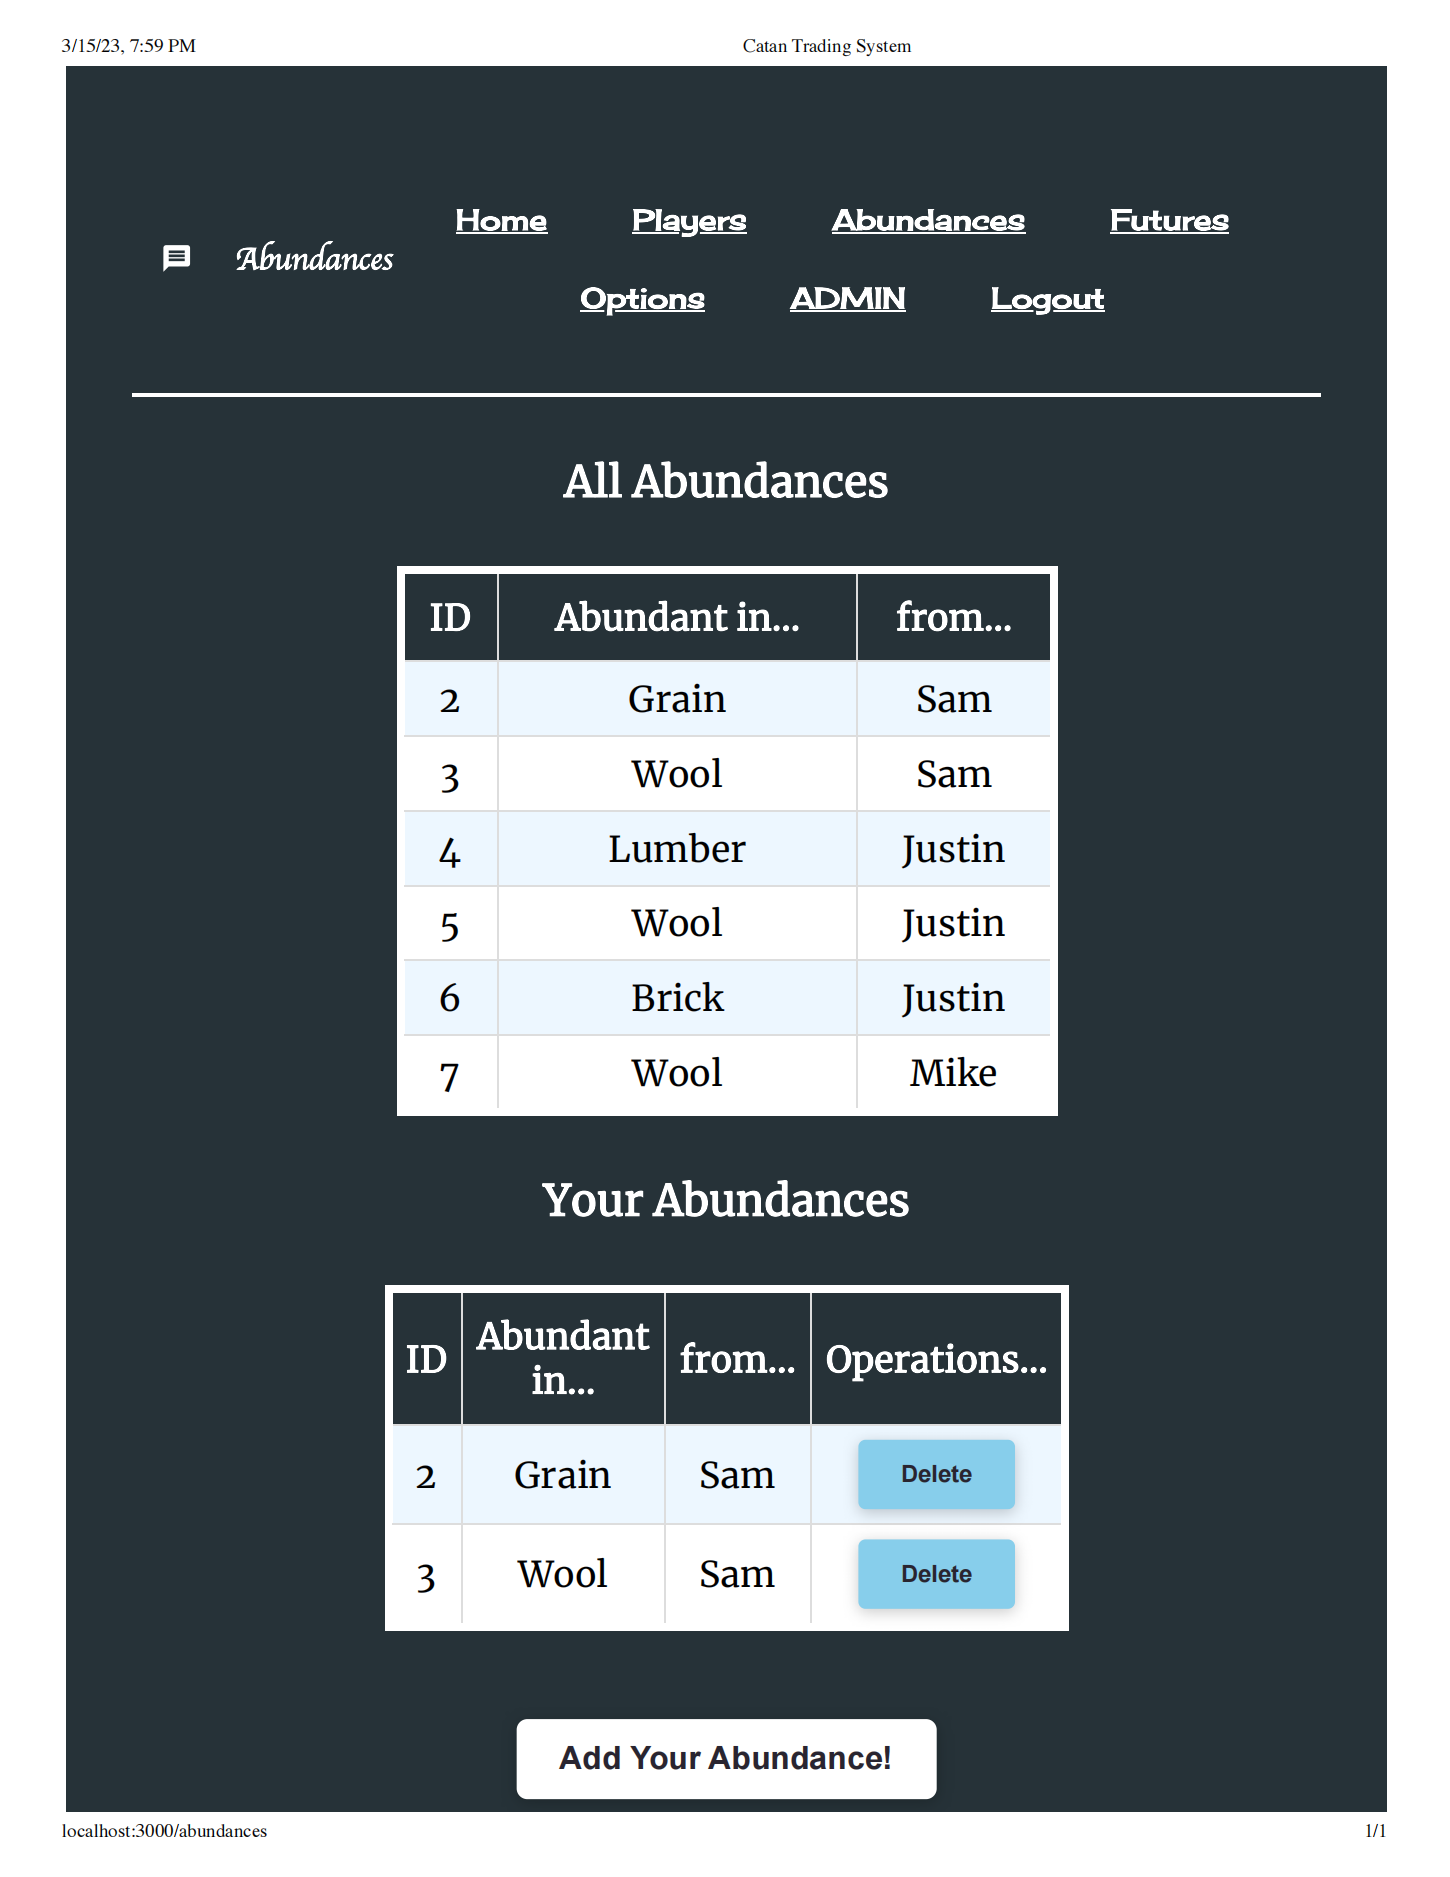 3/15/23, 7:59 PM
Catan Trading System
Abundances
Home Players Abundances Futures
Options ADMIN Logout
All Abundances
ID Abundant in... from...
2 Grain Sam
3 Wool Sam
4 Lumber Justin
5 Wool Justin
6 Brick Justin
7 Wool Mike
Your Abundances
ID Abundant in... from... Operations...
2 Grain Sam Delete
3 Wool Sam Delete
Add Your Abundance!
localhost:3000/abundances
1/1